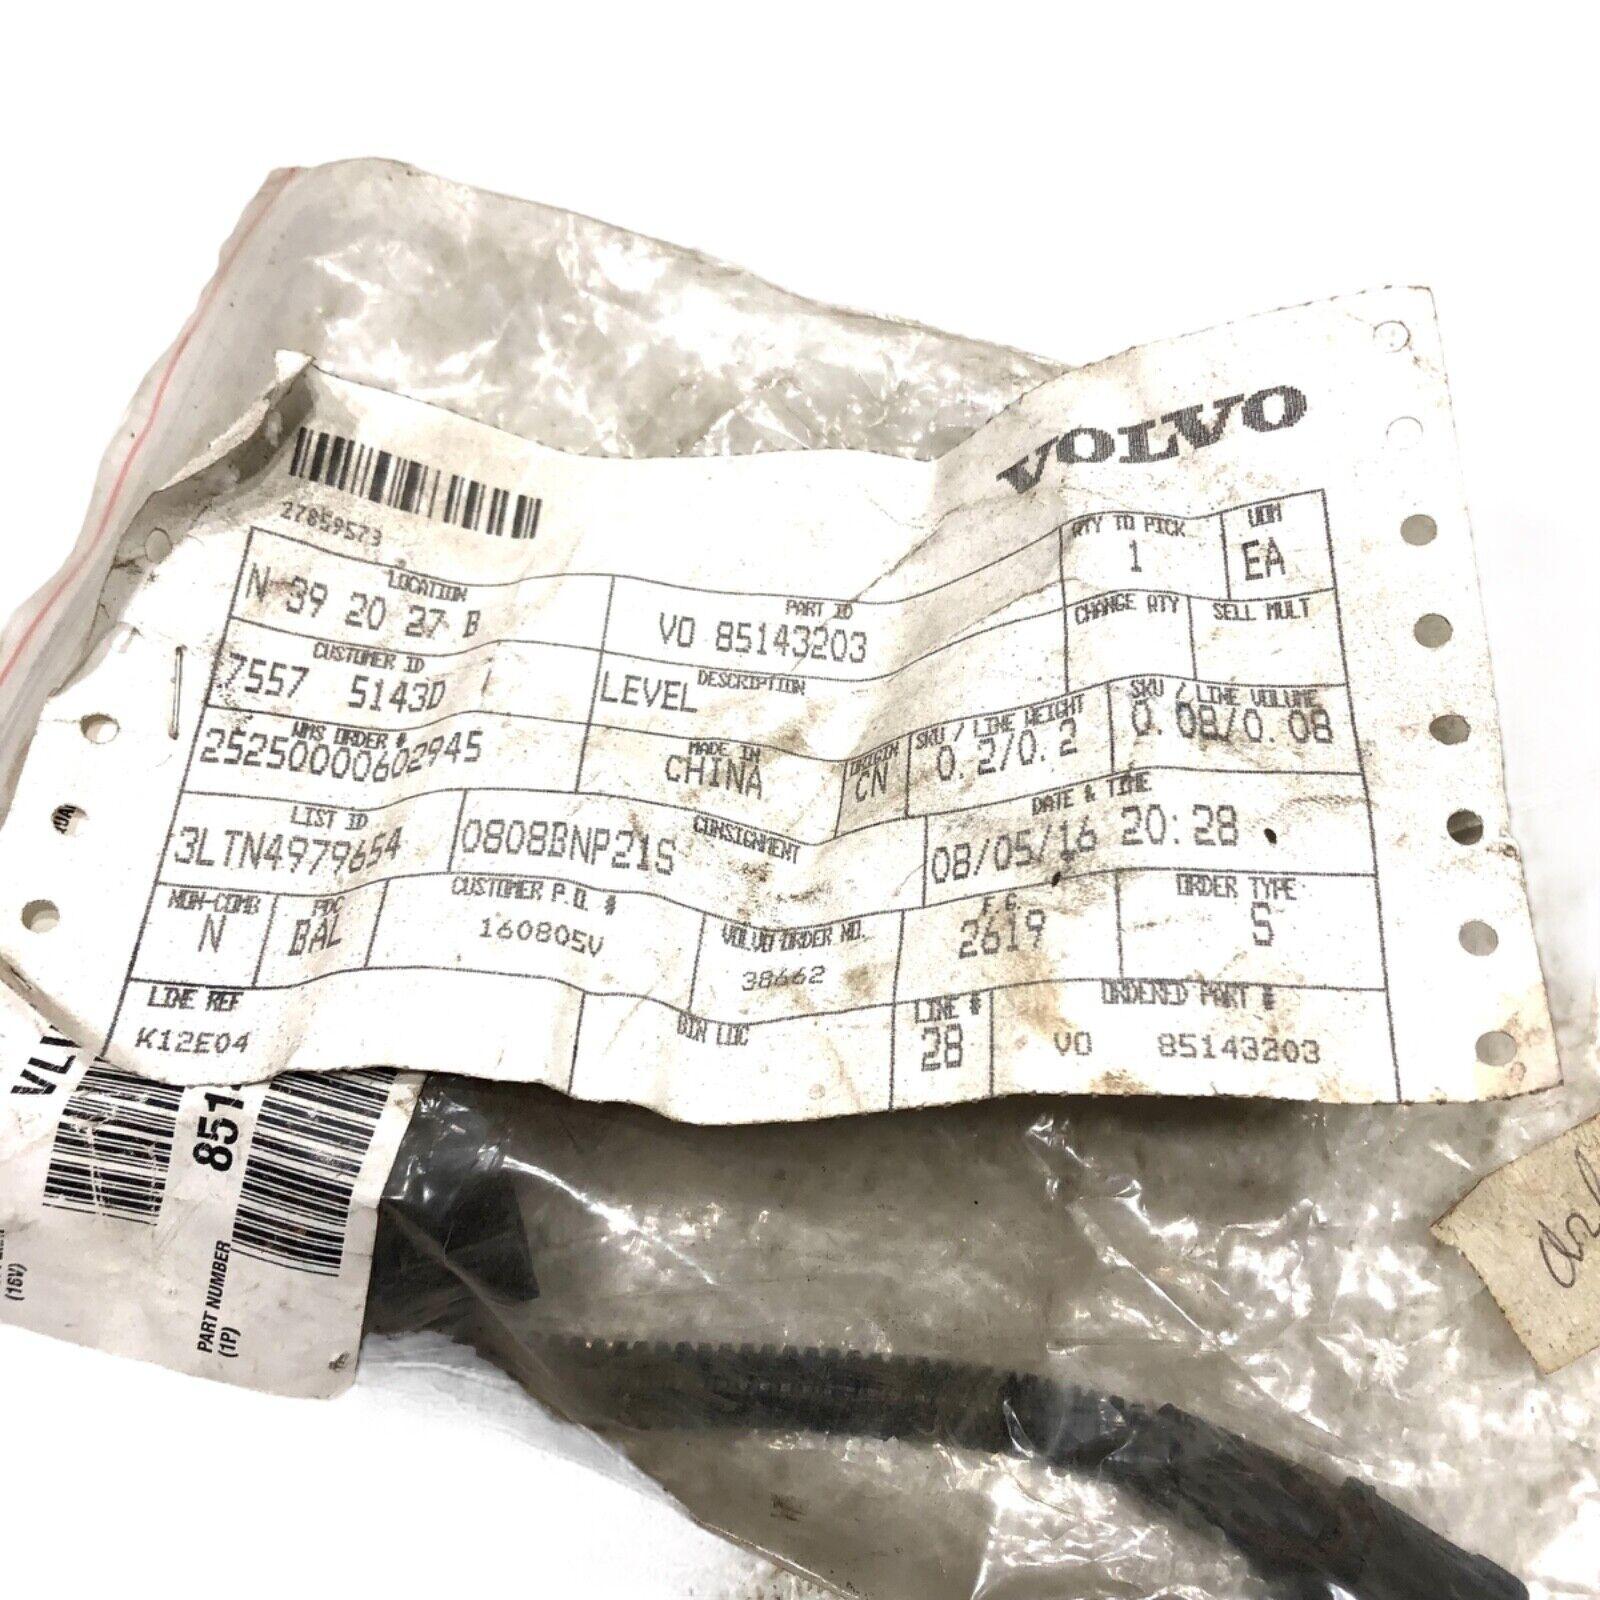 VOLVO
27859573
LOCATION
N 39 20 27 B
PART ID
VO 85143203
QTY TO PICK
1
UOM
EA
CUSTOMER ID
7557 5143D
DESCRIPTION
LEVEL
CHANGE QTY
SELL MULT
WMS ORDER #
25250000602945
MADE IN
CHINA
ORIGIN
CN
SKU / LINE WEIGHT
0.2/0.2
SKU / LINE VOLUME
0.08/0.08
LIST ID
3LTN4979654
CONSIGNMENT
0808BNP21S
DATE & TIME
08/05/16 20:28
NON-COMB
N
PDC
BAL
CUSTOMER P.O. #
160805V
VOLVO ORDER NO.
38662
F.G.
2619
ORDER TYPE
S
LINE REF
K12E04
BIN LOC
LINE #
28
ORDERED PART #
VO 85143203
VLV
851
PART NUMBER
(1P)
(16V)